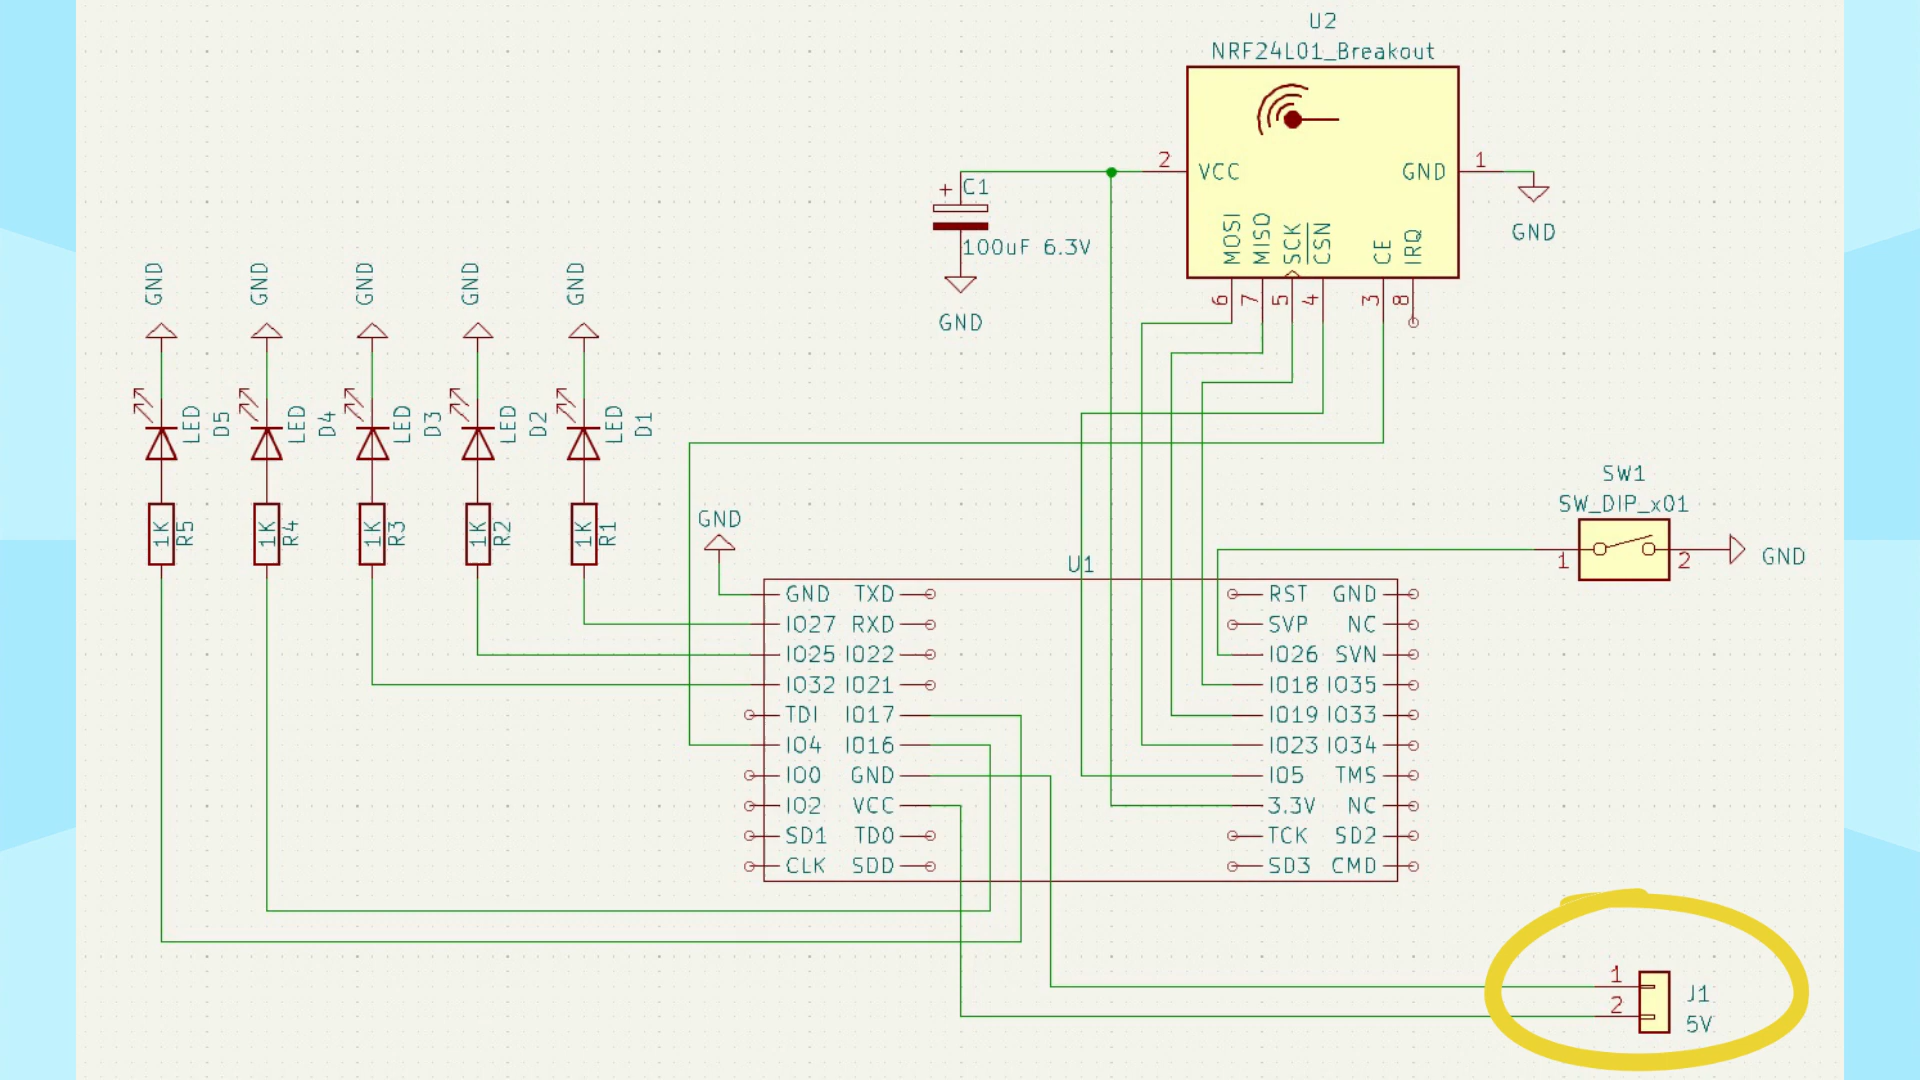 U2
NRF24L01_Breakout
2
VCC
GND
1
GND
MOSI
MISO
SCK
CSN
CE
IRQ
6
7
5
4
3
8
+
C1
100uF 6.3V
GND
GND
GND
GND
GND
GND
LED
D5
LED
D4
LED
D3
LED
D2
LED
D1
1K
R5
1K
R4
1K
R3
1K
R2
1K
R1
SW1
SW_DIP_x01
1
2
GND
GND
U1
GND TXD
IO27 RXD
IO25 IO22
IO32 IO21
TDI IO17
IO4 IO16
IO0 GND
IO2 VCC
SD1 TD0
CLK SDD
RST GND
SVP NC
IO26 SVN
IO18 IO35
IO19 IO33
IO23 IO34
IO5 TMS
3.3V NC
TCK SD2
SD3 CMD
1
2
J1
5V